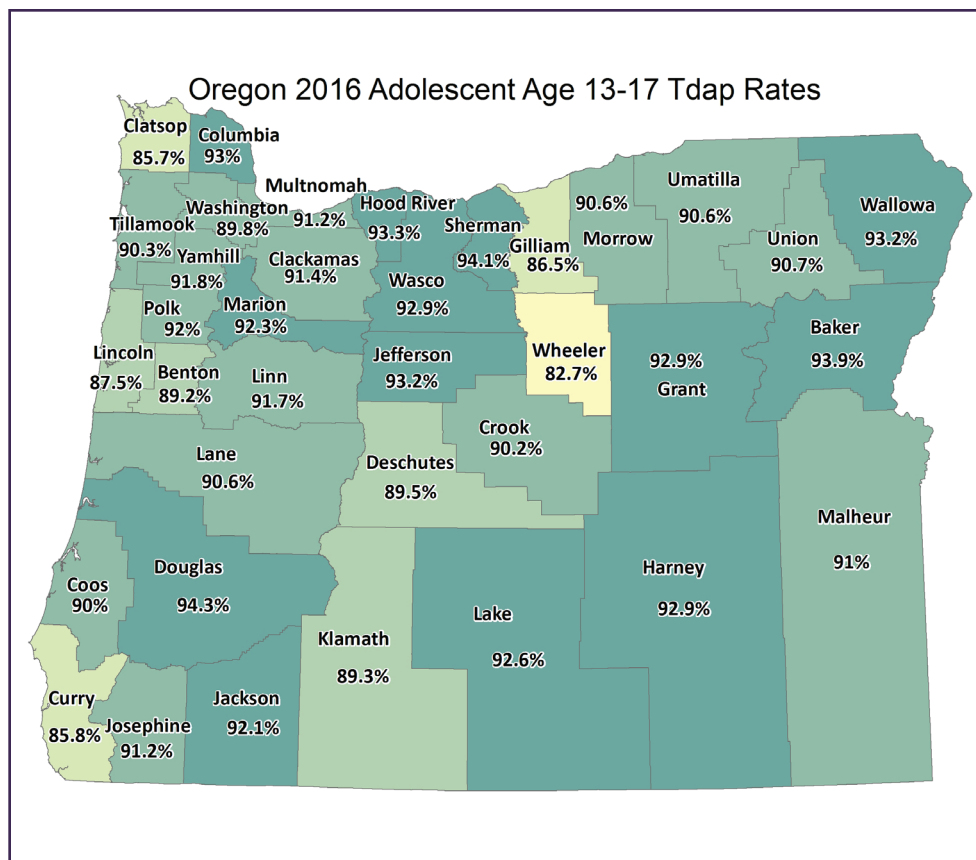 Oregon 2016 Adolescent Age 13-17 Tdap Rates
Clatsop
85.7%
Columbia
93%
Multnomah
91.2%
Washington
89.8%
Tillamook
90.3%
Yamhill
91.8%
Clackamas
91.4%
Hood River
93.3%
Sherman
94.1%
Gilliam
86.5%
90.6%
Morrow
Umatilla
90.6%
Union
90.7%
Wallowa
93.2%
Wasco
92.9%
Polk
92%
Marion
92.3%
Lincoln
87.5%
Benton
89.2%
Linn
91.7%
Jefferson
93.2%
Wheeler
82.7%
92.9%
Grant
Baker
93.9%
Crook
90.2%
Lane
90.6%
Deschutes
89.5%
Malheur
91%
Coos
90%
Douglas
94.3%
Harney
92.9%
Lake
92.6%
Klamath
89.3%
Curry
85.8%
Josephine
91.2%
Jackson
92.1%